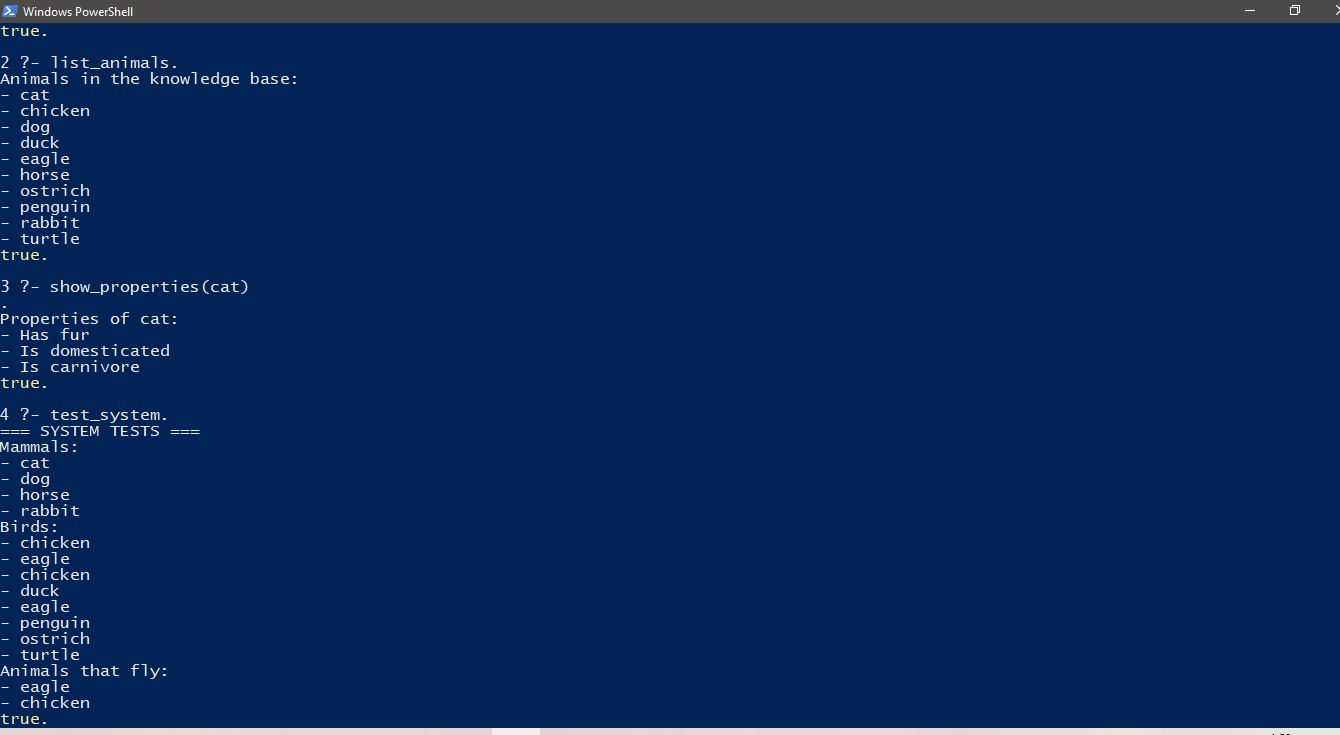 Windows PowerShell
true.
2 ?- list_animals.
Animals in the knowledge base:
- cat
- chicken
- dog
- duck
- eagle
- horse
- ostrich
- penguin
- rabbit
- turtle
true.
3 ?- show_properties(cat)
.
Properties of cat:
- Has fur
- Is domesticated
- Is carnivore
true.
4 ?- test_system.
=== SYSTEM TESTS ===
Mammals:
- cat
- dog
- horse
- rabbit
Birds:
- chicken
- eagle
- chicken
- duck
- eagle
- penguin
- ostrich
- turtle
Animals that fly:
- eagle
- chicken
true.